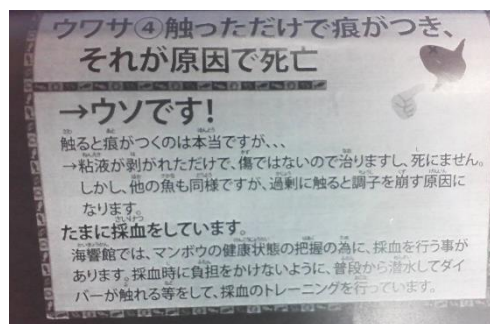 ウワサ④触っただけで痕がつき、
それが原因で死亡
→ウソです!
触ると痕がつくのは本当ですが、、、
→粘液が剥がれただけで、傷ではないので治りますし、死にません。
しかし、他の魚も同様ですが、過剰に触ると調子を崩す原因に
なります。
たまに採血をしています。
海響館では、マンボウの健康状態の把握の為に、採血を行う事が
あります。採血時に負担をかけないように、普段から潜水してダイ
バーが触れる等をして、採血のトレーニングを行っています。